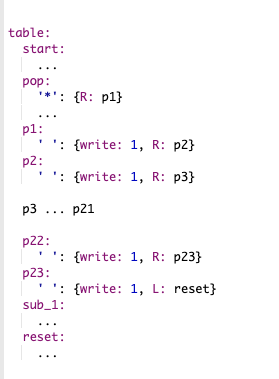 table:
start:
...
pop:
'*': {R: p1}
...
p1:
' ': {write: 1, R: p2}
p2:
' ': {write: 1, R: p3}
p3 ... p21
p22:
' ': {write: 1, R: p23}
p23:
' ': {write: 1, L: reset}
sub_1:
...
reset:
...